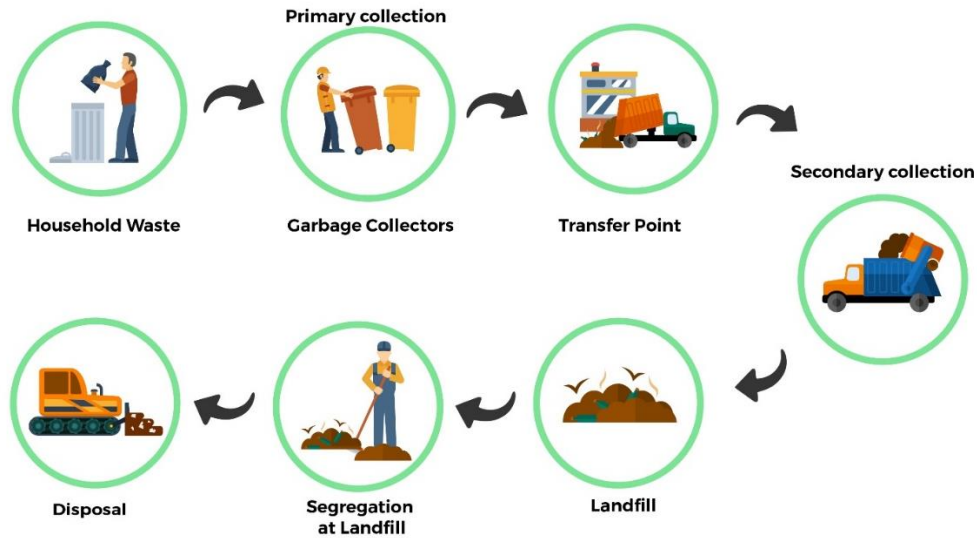 Primary collection
Household Waste
Garbage Collectors
Transfer Point
Secondary collection
Disposal
Segregation
at Landfill
Landfill